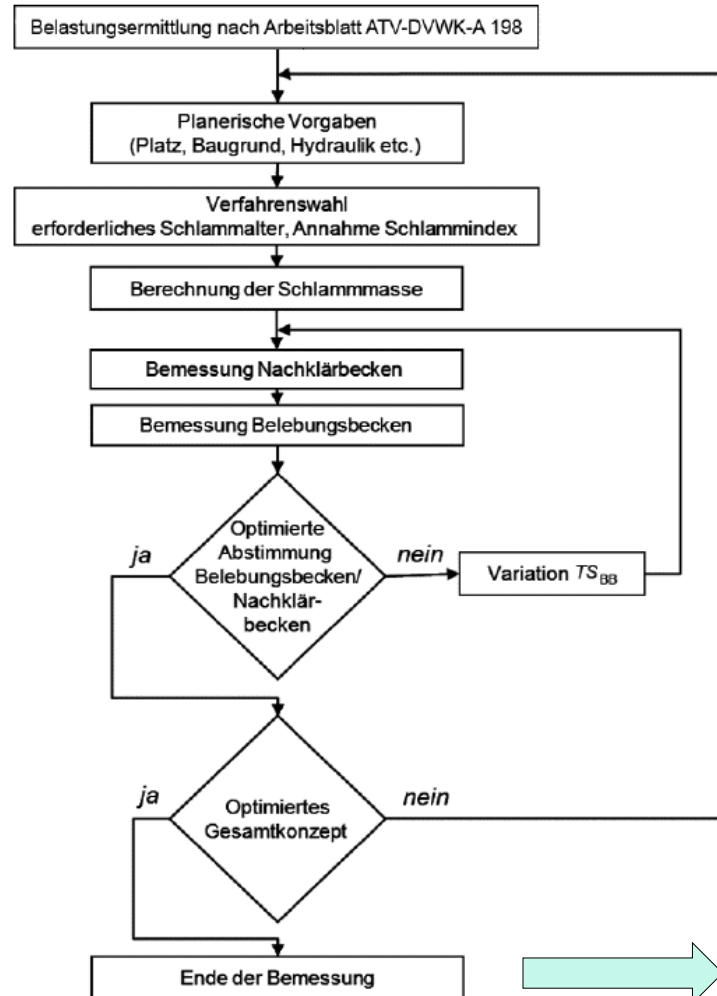 Belastungsermittlung nach Arbeitsblatt ATV-DVWK-A 198
Planerische Vorgaben
(Platz, Baugrund, Hydraulik etc.)
Verfahrenswahl
erforderliches Schlammalter, Annahme Schlammindex
Berechnung der Schlammmasse
Bemessung Nachklärbecken
Bemessung Belebungsbecken
Optimierte
Abstimmung
Belebungsbecken/
Nachklär-
becken
ja
nein
Variation TS BB
Optimiertes
Gesamtkonzept
ja
nein
Ende der Bemessung